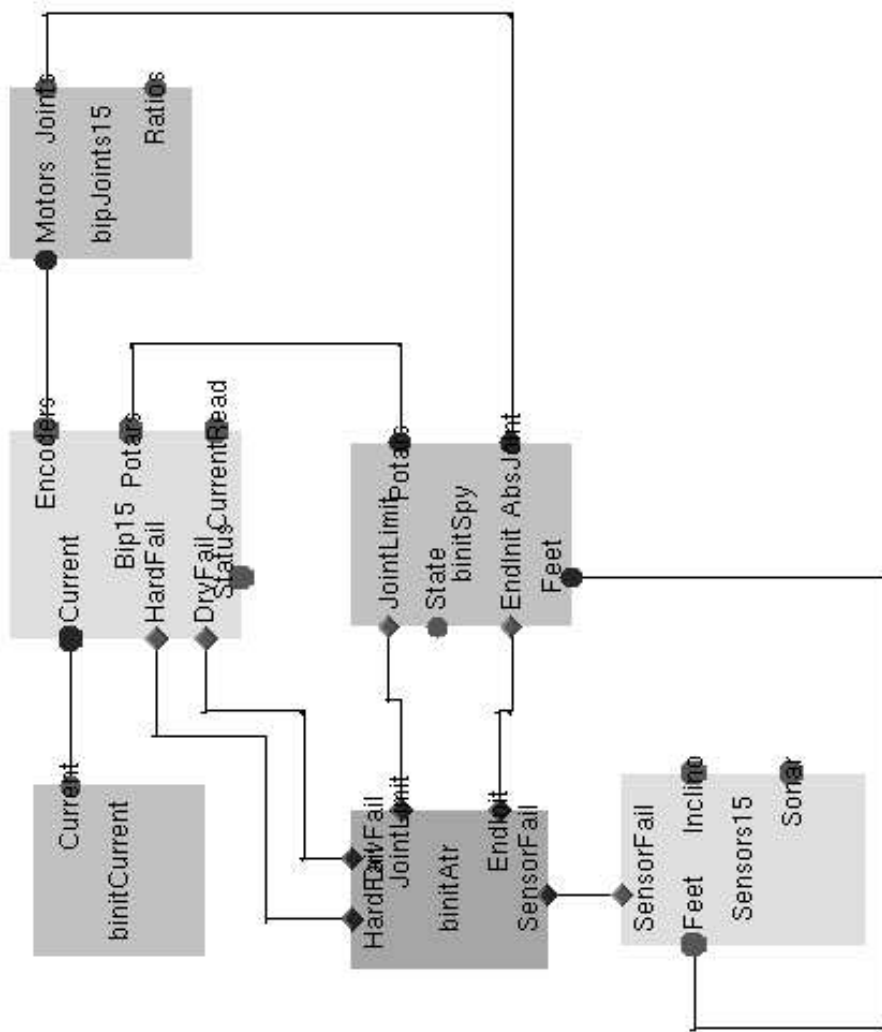 Motors Joints
bipJoints15
Ratios
Encoders
Current
Bip15
Potars
HardFail
DryFail
Status
CurrentRead
JointLimit
Potars
State
binitSpy
EndInit AbsJoint
Feet
Current
binitCurrent
HardFail
DryFail
JointLimit
binitAtr
EndInit
SensorFail
SensorFail
Feet
Inclino
Sensors15
Sonar